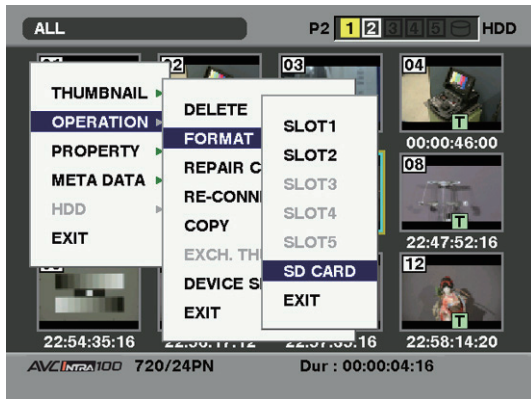 ALL P2 1 2 3 4 5 HDD
02 03 04
THUMBNAIL
OPERATION
PROPERTY
META DATA
HDD
EXIT
DELETE
FORMAT
REPAIR C
RE-CONN
COPY
EXCH. TH
DEVICE S
EXIT
SLOT1
SLOT2
SLOT3
SLOT4
SLOT5
SD CARD
EXIT
T
00:00:46:00
08
T
22:47:52:16
12
T
22:54:35:16 22:58:14:20
AVC INTRA 100 720/24PN Dur : 00:00:04:16